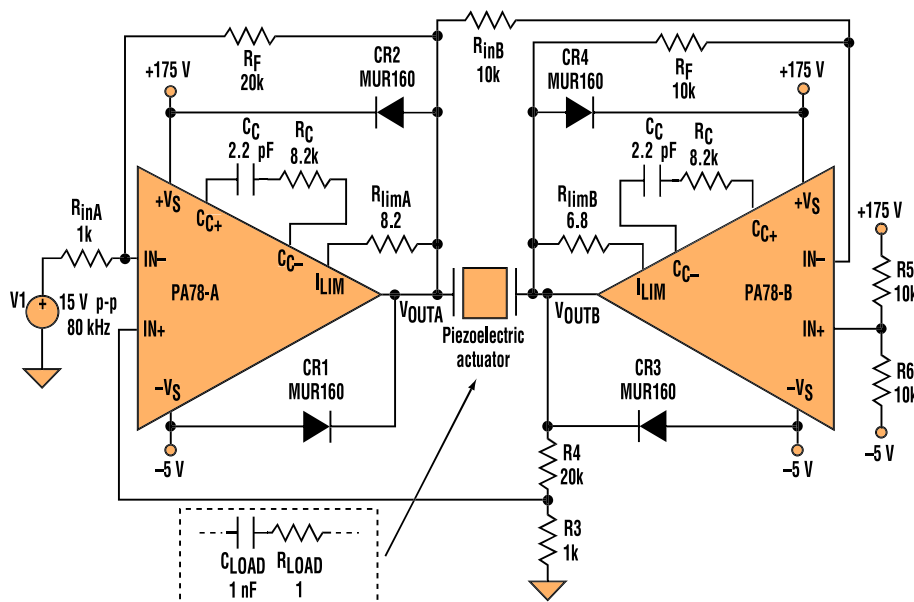 R_F
20k
+175 V
CR2
MUR160
C_C
2.2 pF
R_C
8.2k
R_limA
8.2
R_inA
1k
V1
15 V p-p
80 kHz
+V_S
C_C+
C_C–
I_LIM
IN–
PA78-A
IN+
–V_S
–5 V
CR1
MUR160
V_OUTA
Piezoelectric
actuator
C_LOAD
1 nF
R_LOAD
1
R_inB
10k
CR4
MUR160
R_F
10k
+175 V
C_C
2.2 pF
R_C
8.2k
R_limB
6.8
+V_S
C_C+
C_C–
I_LIM
IN–
PA78-B
IN+
–V_S
–5 V
V_OUTB
CR3
MUR160
R4
20k
R3
1k
+175 V
R5
10k
R6
10k
–5 V